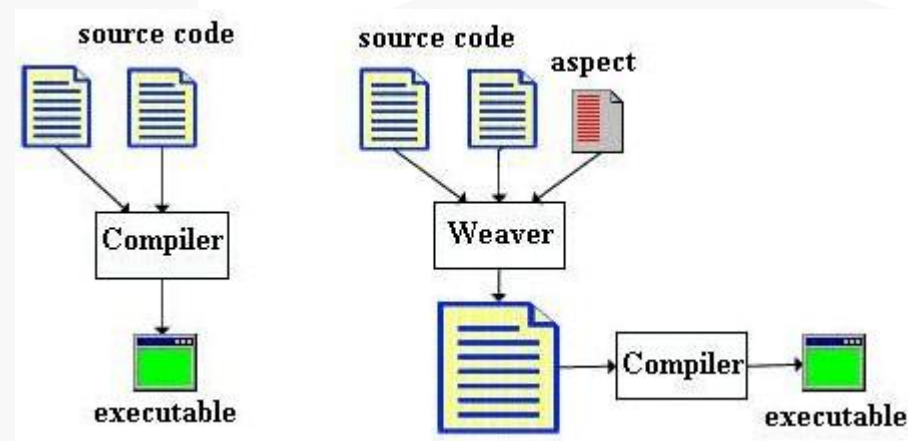 source code
Compiler
executable
source code
aspect
Weaver
Compiler
executable